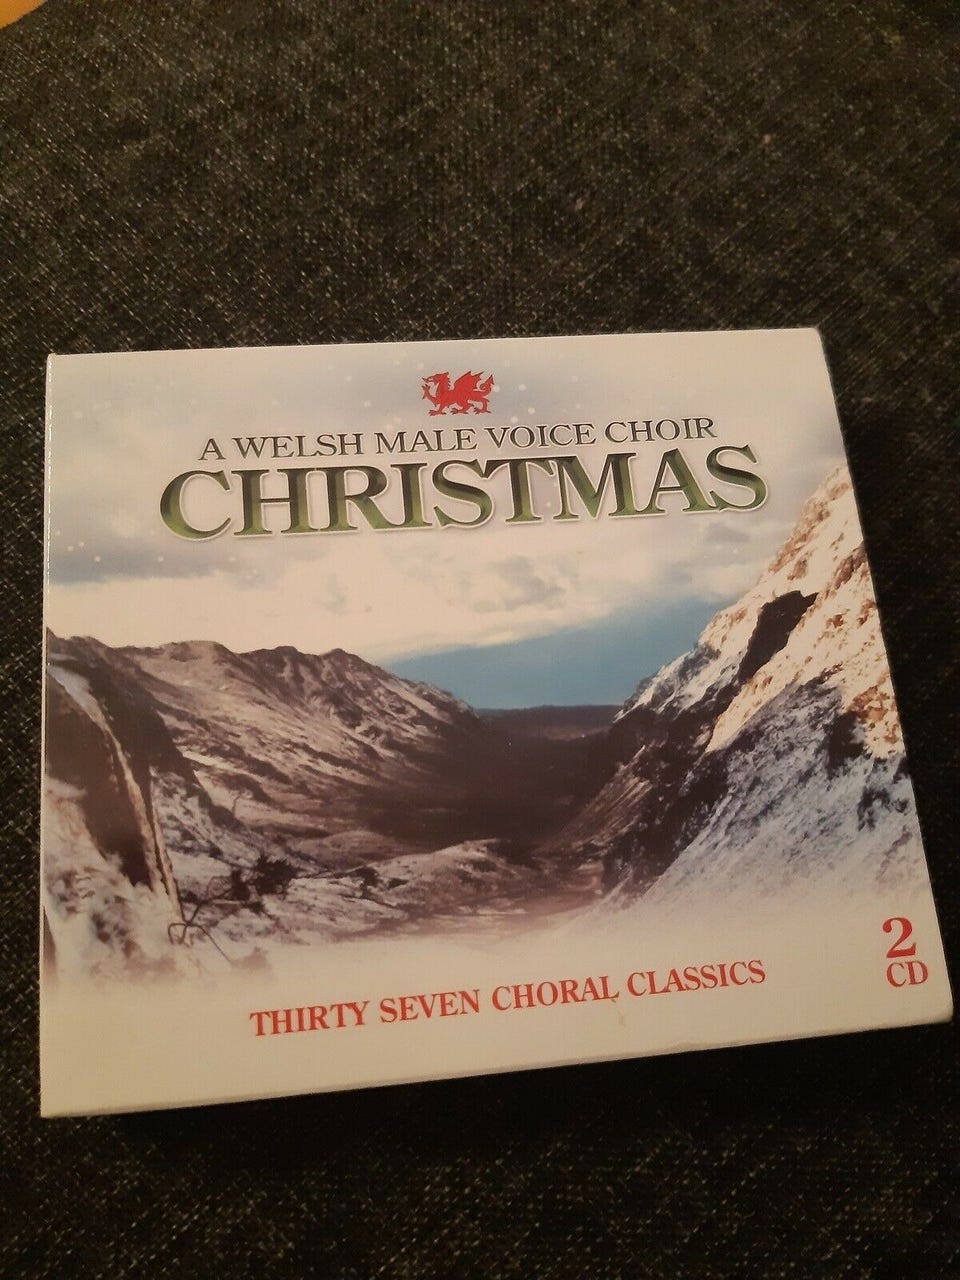 A WELSH MALE VOICE CHOIR
CHRISTMAS
THIRTY SEVEN CHORAL CLASSICS
2
CD